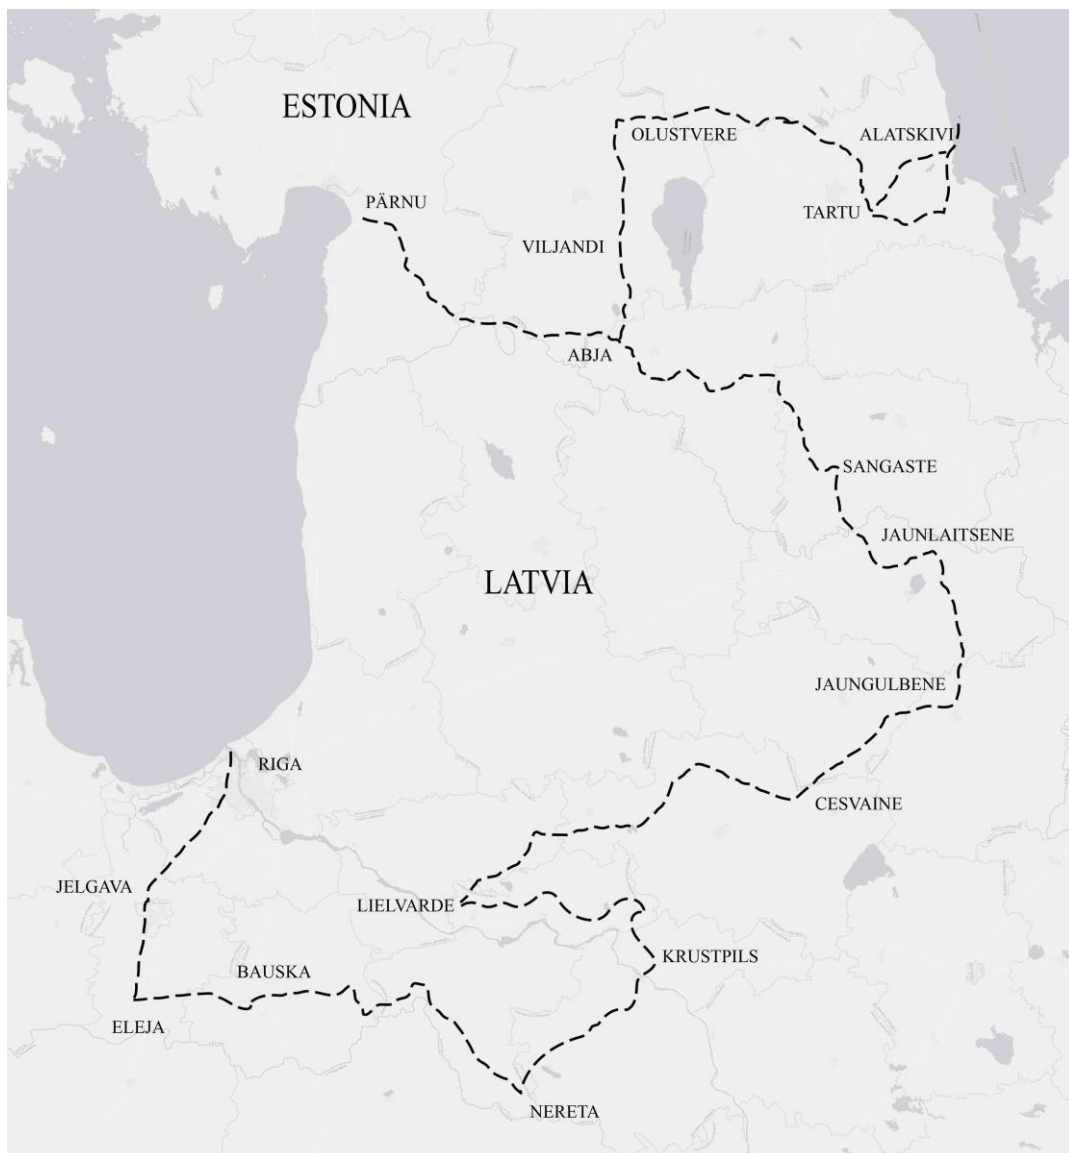 ESTONIA
OLUSTVERE
ALATSKIVI
PÄRNU
TARTU
VILJANDI
ABJA
SANGASTE
JAUNLAITSENE
LATVIA
JAUNGULBENE
RIGA
CESVAINE
JELGAVA
LIELVARDE
KRUSTPILS
BAUSKA
ELEJA
NERETA